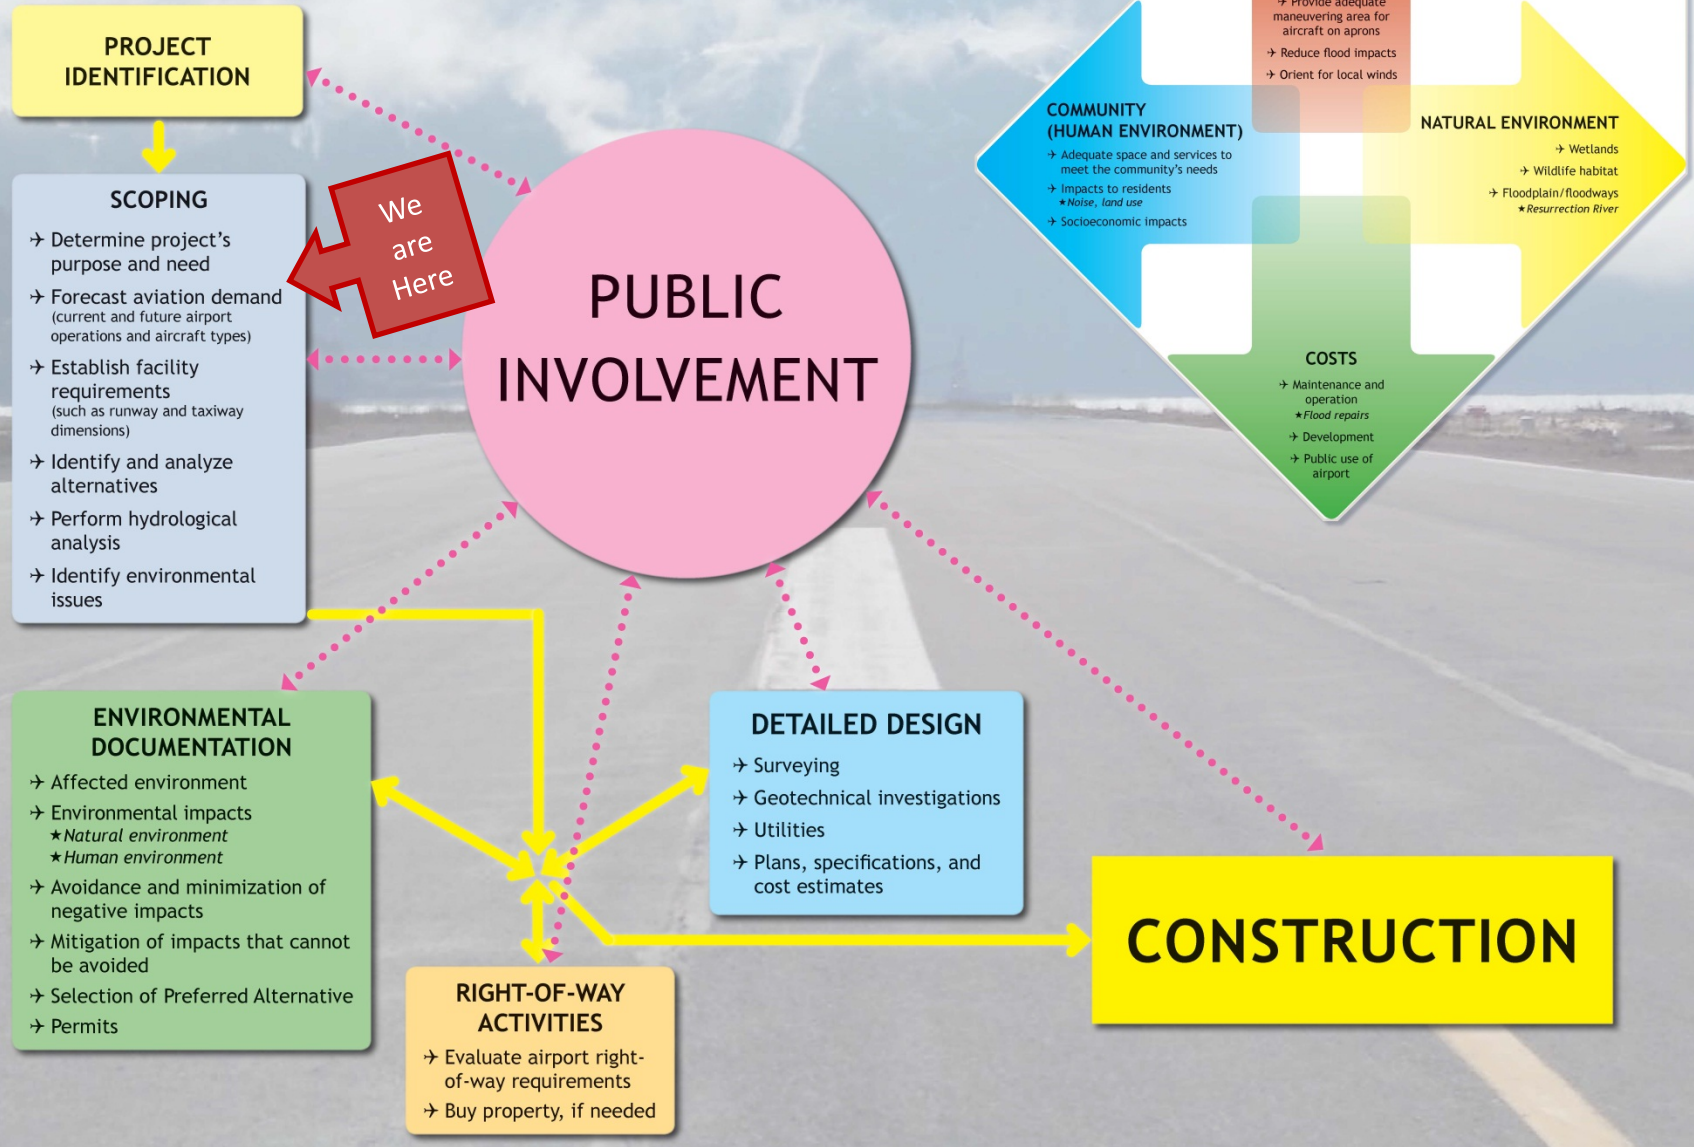 PROJECT
IDENTIFICATION
SCOPING
Determine project's
purpose and need
Forecast aviation demand
(current and future airport
operations and aircraft types)
Establish facility
requirements
(such as runway and taxiway
dimensions)
Identify and analyze
alternatives
Perform hydrological
analysis
Identify environmental
issues
We
are
Here
PUBLIC
INVOLVEMENT
Provide adequate
maneuvering area for
aircraft on aprons
Reduce flood impacts
Orient for local winds
COMMUNITY
(HUMAN ENVIRONMENT)
Adequate space and services to
meet the community's needs
Impacts to residents
★Noise, land use
Socioeconomic impacts
NATURAL ENVIRONMENT
Wetlands
Wildlife habitat
Floodplain/floodways
★Resurrection River
COSTS
Maintenance and
operation
★Flood repairs
Development
Public use of
airport
ENVIRONMENTAL
DOCUMENTATION
Affected environment
Environmental impacts
★Natural environment
★Human environment
Avoidance and minimization of
negative impacts
Mitigation of impacts that cannot
be avoided
Selection of Preferred Alternative
Permits
RIGHT-OF-WAY
ACTIVITIES
Evaluate airport right-
of-way requirements
Buy property, if needed
DETAILED DESIGN
Surveying
Geotechnical investigations
Utilities
Plans, specifications, and
cost estimates
CONSTRUCTION